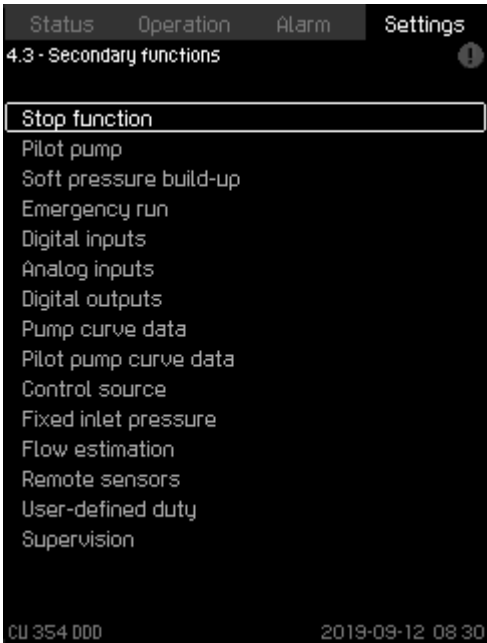 Status Operation Alarm Settings
4.3 - Secondary functions
Stop function
Pilot pump
Soft pressure build-up
Emergency run
Digital inputs
Analog inputs
Digital outputs
Pump curve data
Pilot pump curve data
Control source
Fixed inlet pressure
Flow estimation
Remote sensors
User-defined duty
Supervision
CU 354 DDD 2019-09-12 08:30